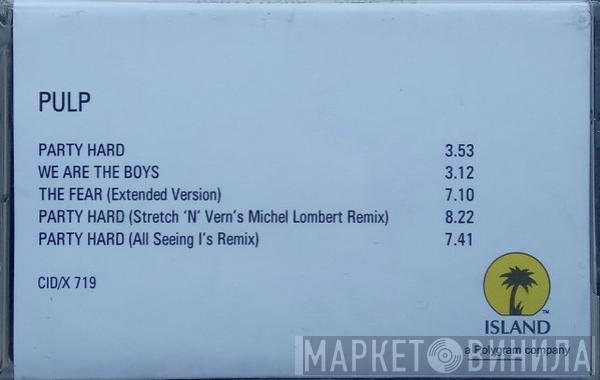 PULP
PARTY HARD 3.53
WE ARE THE BOYS 3.12
THE FEAR (Extended Version) 7.10
PARTY HARD (Stretch ‘N’ Vern’s Michel Lombert Remix) 8.22
PARTY HARD (All Seeing I’s Remix) 7.41
CID/X 719
TM
ISLAND
a Polygram company
МАРКЕТ ВИНИЛА